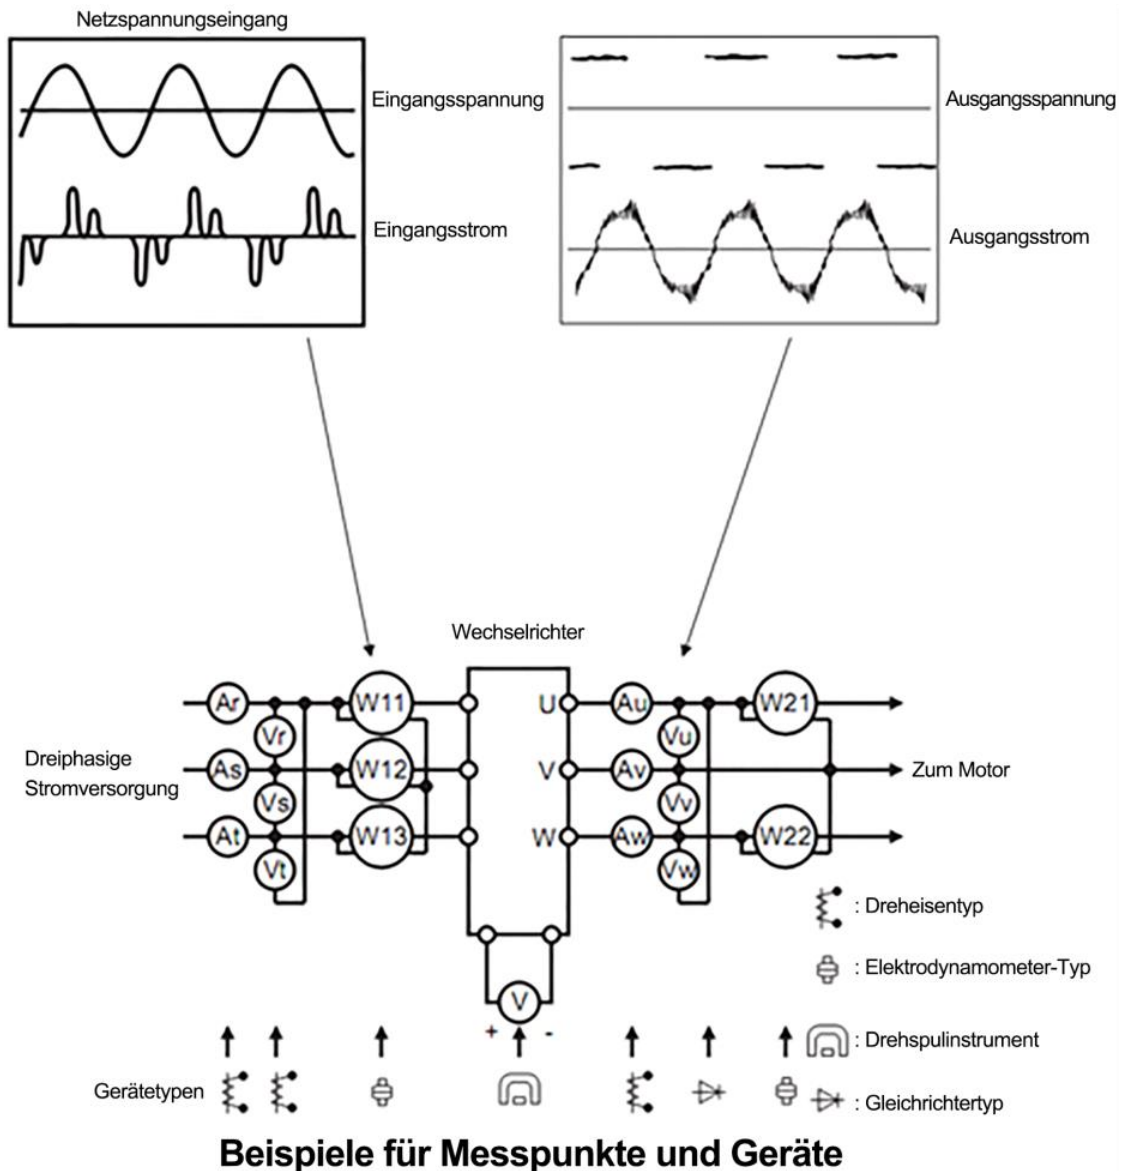 Netzspannungseingang
Eingangsspannung
Eingangsstrom
Ausgangsspannung
Ausgangsstrom
Wechselrichter
Dreiphasige
Stromversorgung
Ar
Vr
As
Vs
At
Vt
W11
W12
W13
U
V
W
Au
Vu
Av
Vv
Aw
Vw
W21
W22
Zum Motor
V
+ -
: Dreheisentyp
: Elektrodynamometer-Typ
: Drehspulinstrument
: Gleichrichtertyp
Gerätetypen
Beispiele für Messpunkte und Geräte